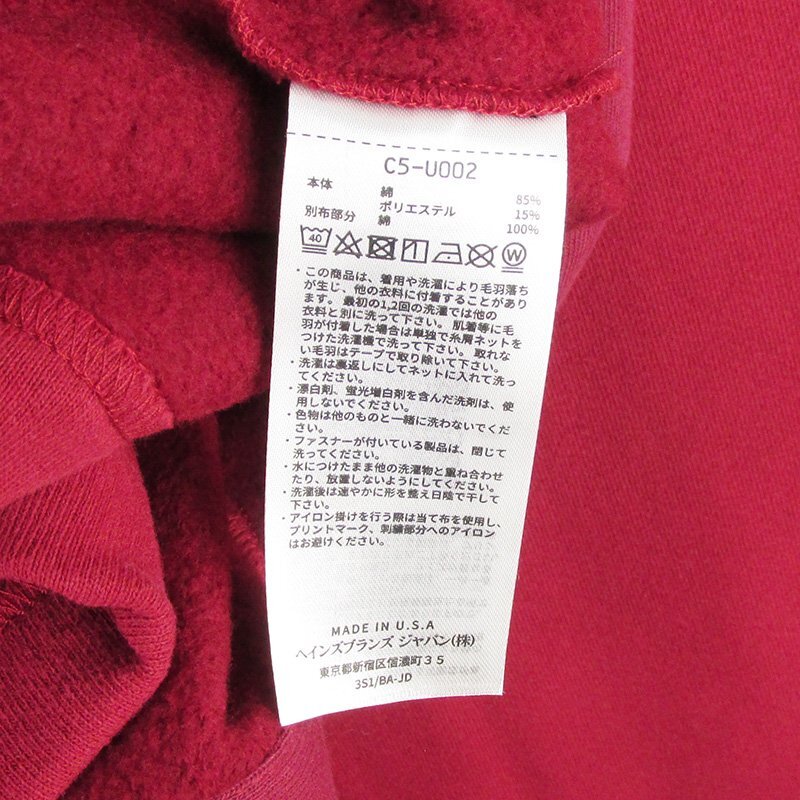 C5-U002
本体 綿 85%
ポリエステル 15%
別布部分 綿 100%
40 W
・この商品は、着用や洗濯により毛羽落ち
が生じ、他の衣料に付着することがあり
ます。最初の1,2回の洗濯では他の
衣料と別に洗って下さい。肌着等に毛
羽が付着した場合は単独で糸屑ネットを
つけた洗濯機で洗って下さい。取れな
い毛羽はテープで取り除いて下さい。
・洗濯は裏返しにしてネットに入れて洗っ
てください。
・漂白剤、蛍光増白剤を含んだ洗剤は、使
用しないでください。
・色物は他のものと一緒に洗わないでくだ
さい。
・ファスナーが付いている製品は、閉じて
洗ってください。
・水につけたまま他の洗濯物と重ね合わせ
たり、放置しないようにしてください。
・洗濯後は速やかに形を整え日陰で干して
下さい。
・アイロン掛けを行う際は当て布を使用し、
プリントマーク、刺繍部分へのアイロン
はお避けください。
MADE IN U.S.A
ヘインズブランズ ジャパン(株)
東京都新宿区信濃町35
3S1/BA-JD